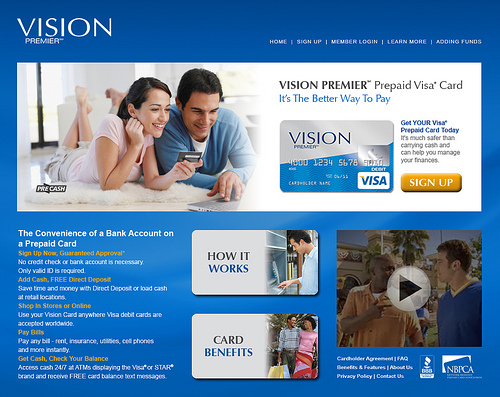 VISION
PREMIER℠
HOME | SIGN UP | MEMBER LOGIN | LEARN MORE | ADDING FUNDS
VISION PREMIER™ Prepaid Visa® Card
It's The Better Way To Pay
VISION
PREMIER
4000 1234 5678 9010
DEBIT
CARDHOLDER NAME
VISA
Get YOUR Visa®
Prepaid Card Today
It's much safer than
carrying cash and
can help you manage
your finances.
SIGN UP
PRE CASH
The Convenience of a Bank Account on
a Prepaid Card
Sign Up Now, Guaranteed Approval*
No credit check or bank account is necessary.
Only valid ID is required.
Add Cash, FREE Direct Deposit
Save time and money with Direct Deposit or load cash
at retail locations.
Shop In Stores or Online
Use your Vision Card anywhere Visa debit cards are
accepted worldwide.
Pay Bills
Pay any bill - rent, insurance, utilities, cell phones
and more instantly.
Get Cash, Check Your Balance
Access cash 24/7 at ATMs displaying the Visa® or STAR®
brand and receive FREE card balance text messages.
HOW IT
WORKS
CARD
BENEFITS
Cardholder Agreement | FAQ
Benefits & Features | About Us
Privacy Policy | Contact Us
BBB
NBPCA